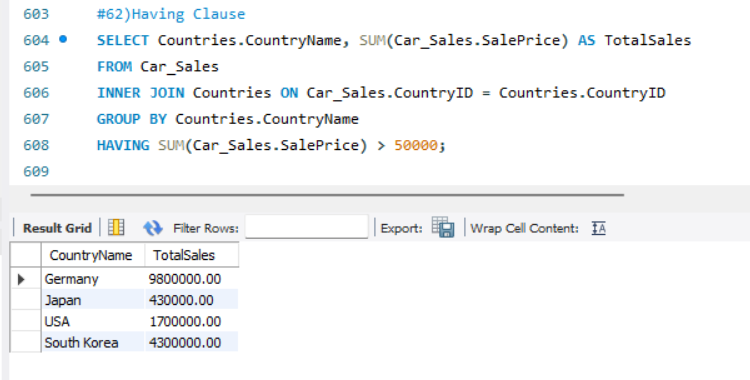 603 #62)Having Clause
604 SELECT Countries.CountryName, SUM(Car_Sales.SalePrice) AS TotalSales
605 FROM Car_Sales
606 INNER JOIN Countries ON Car_Sales.CountryID = Countries.CountryID
607 GROUP BY Countries.CountryName
608 HAVING SUM(Car_Sales.SalePrice) > 50000;
609
Result Grid Filter Rows: Export: Wrap Cell Content: IA
CountryName TotalSales
Germany 9800000.00
Japan 430000.00
USA 1700000.00
South Korea 4300000.00